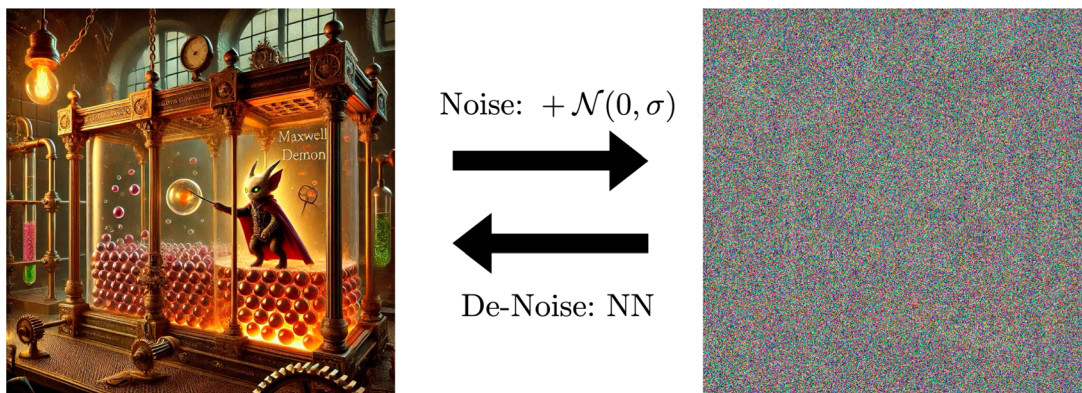 Maxwell
Demon
Noise: + 𝒩(0, σ)
De-Noise: NN